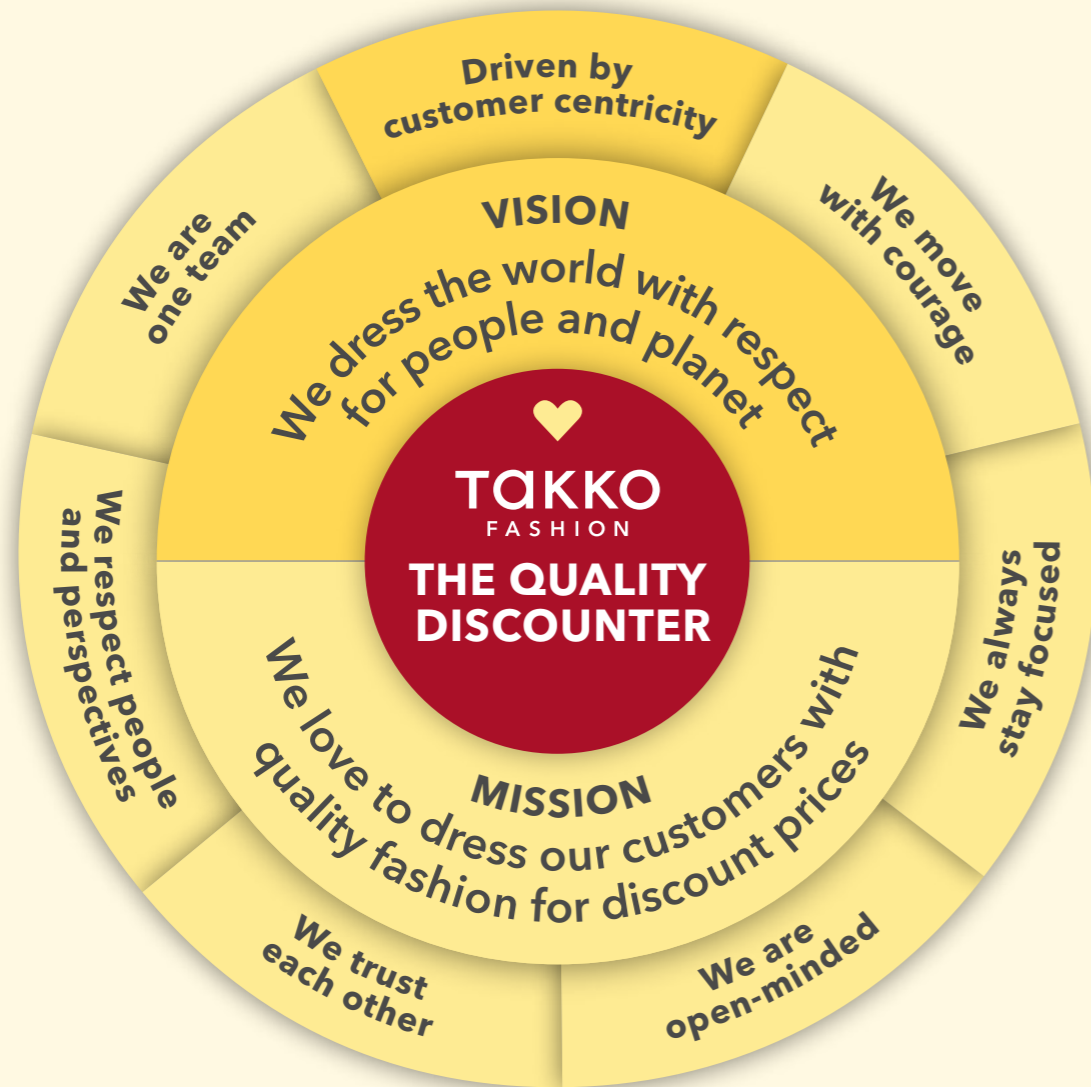 Driven by
customer centricity
We move
with courage
We always
stay focused
We are
open-minded
We trust
each other
We respect people
and perspectives
We are
one team
VISION
We dress the world with respect
for people and planet
TaKKO
FASHION
THE QUALITY
DISCOUNTER
MISSION
We love to dress our customers with
quality fashion for discount prices